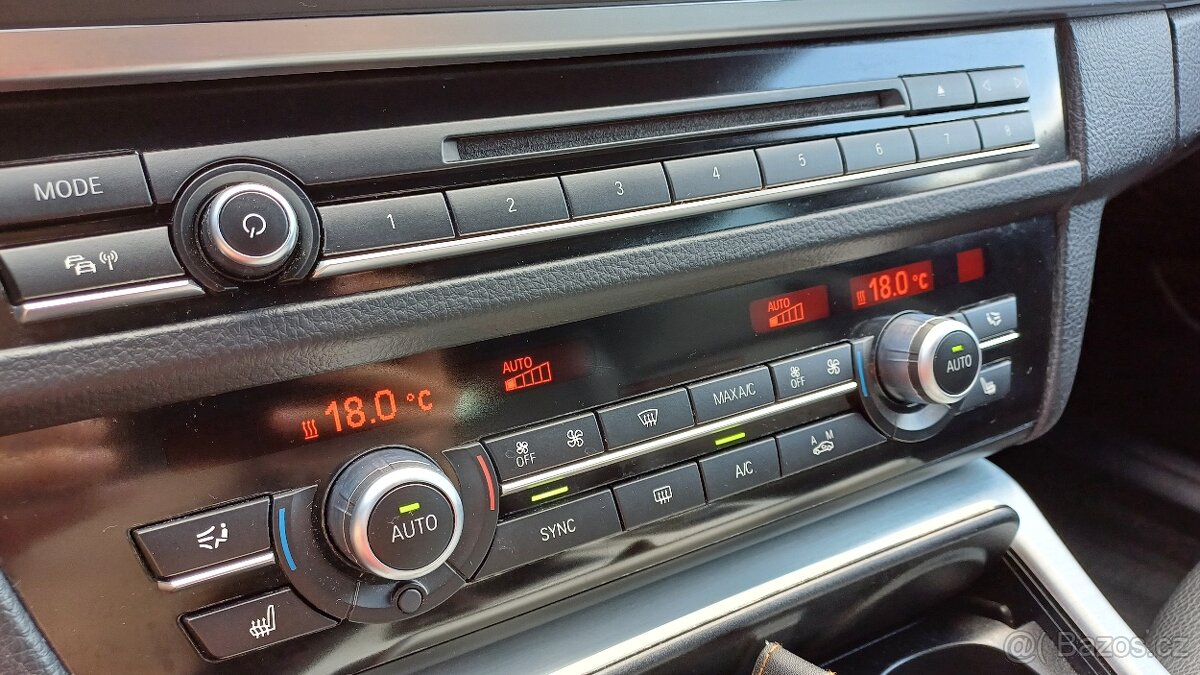 MODE
1 2 3 4 5 6 7 8
18.0 °C
AUTO
AUTO
18.0 °C
OFF
MAX A/C
OFF
AUTO
AUTO
SYNC
A/C
A M
@ Bazos.cz